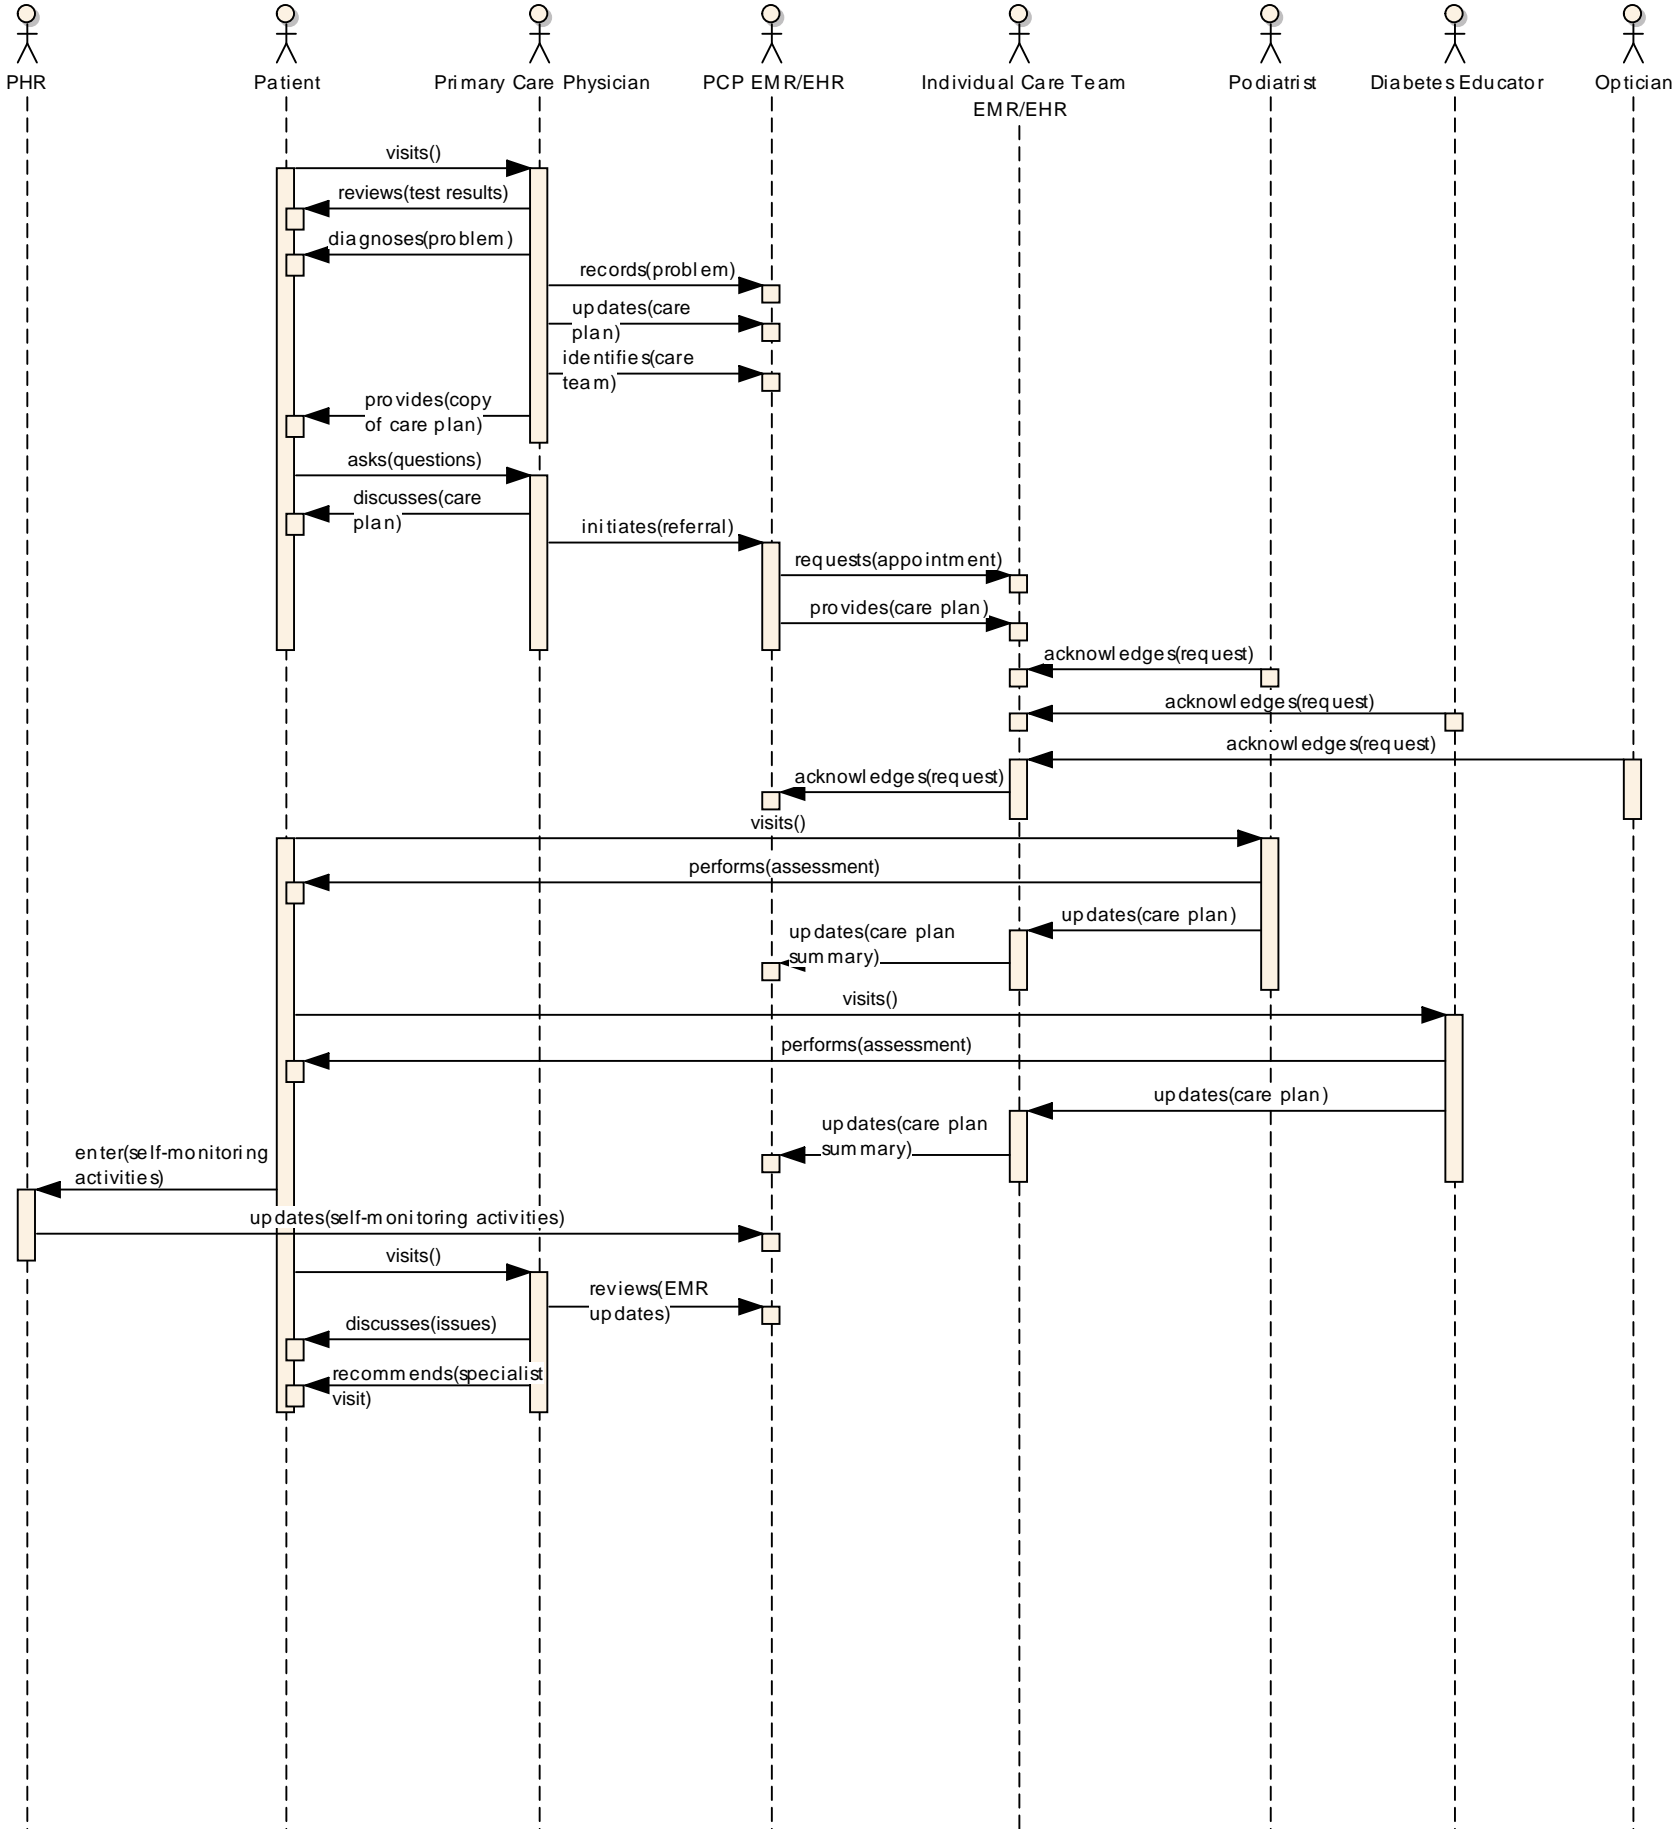 PHR
Patient
Primary Care Physician
PCP EMR/EHR
Individual Care Team
EMR/EHR
Podiatrist
Diabetes Educator
Optician
visits()
reviews(test results)
diagnoses(problem)
records(problem)
updates(care
plan)
identifies(care
team)
provides(copy
of care plan)
asks(questions)
discusses(care
plan)
initiates(referral)
requests(appointment)
provides(care plan)
acknowledges(request)
acknowledges(request)
acknowledges(request)
acknowledges(request)
visits()
performs(assessment)
updates(care plan)
updates(care plan
summary)
visits()
performs(assessment)
updates(care plan)
updates(care plan
summary)
enter(self-monitoring
activities)
updates(self-monitoring activities)
visits()
reviews(EMR
updates)
discusses(issues)
recommends(specialist
visit)